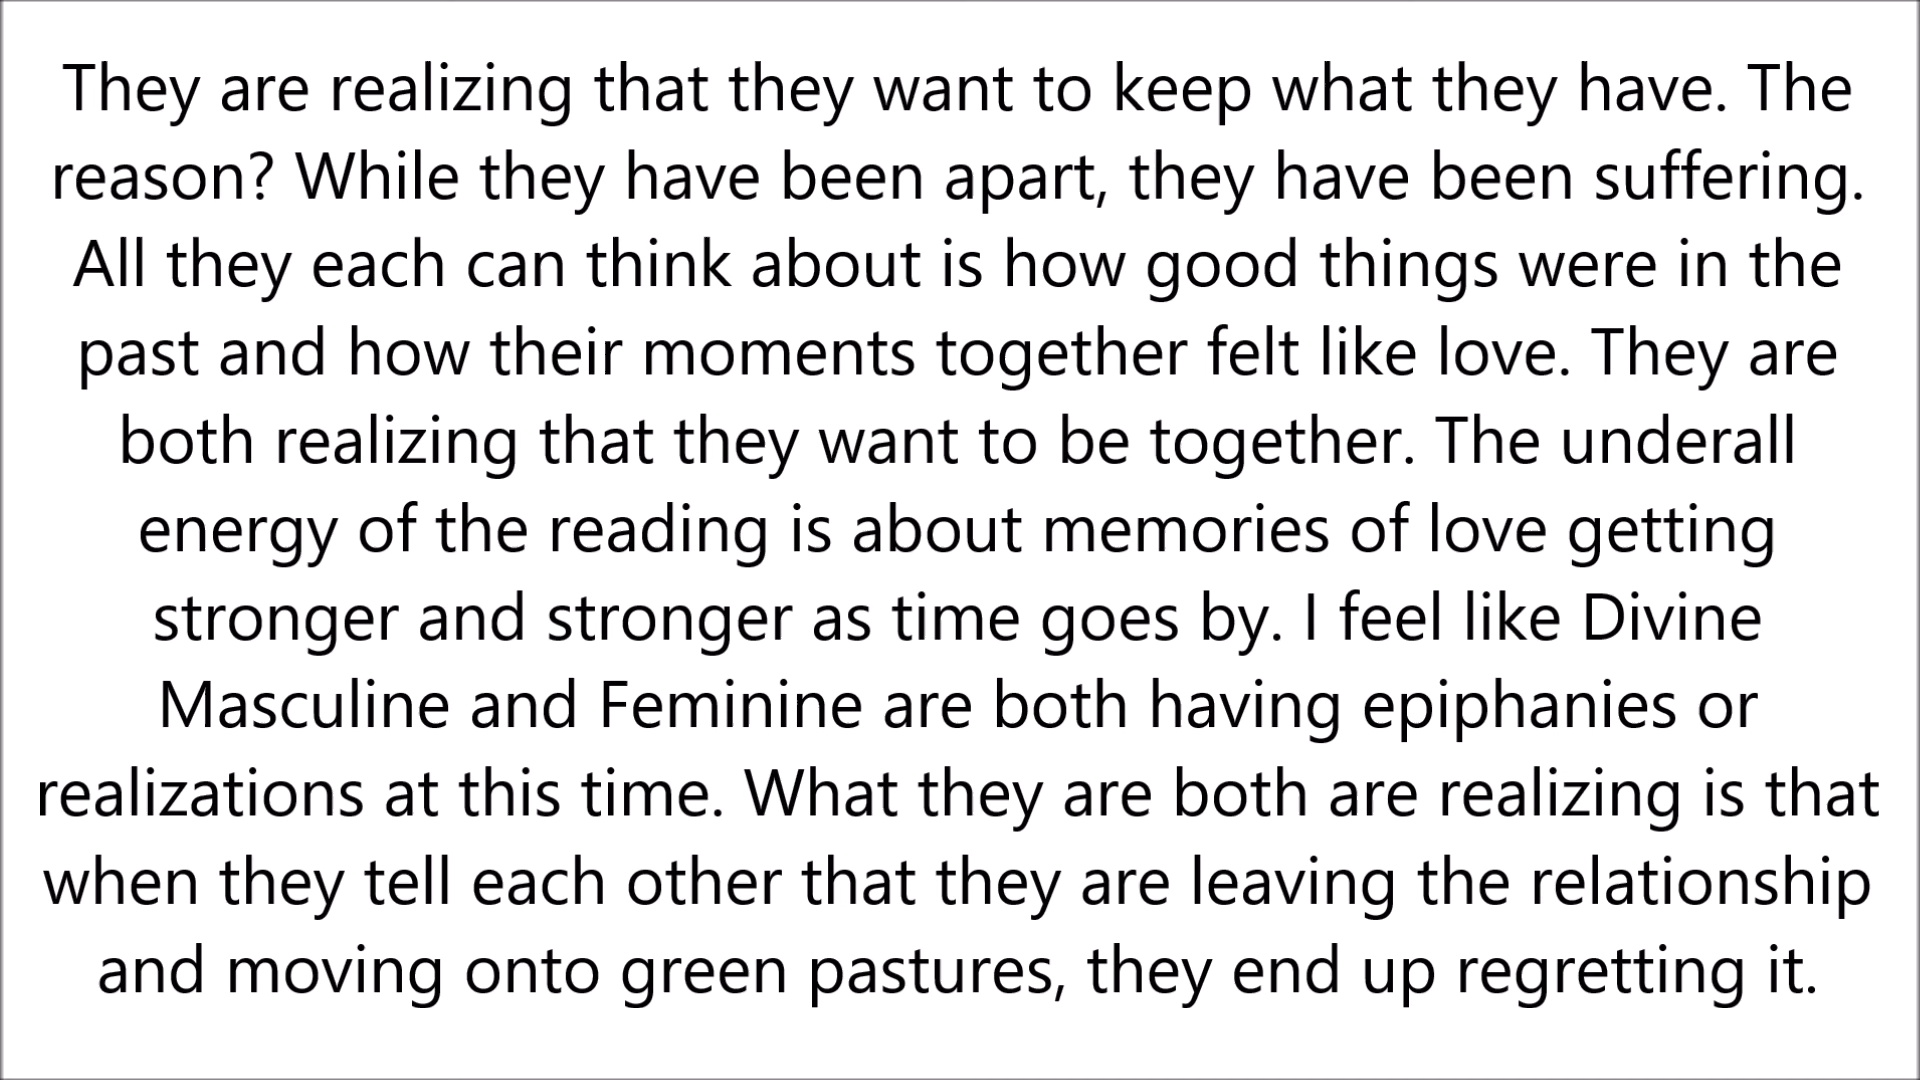 They are realizing that they want to keep what they have. The
reason? While they have been apart, they have been suffering.
All they each can think about is how good things were in the
past and how their moments together felt like love. They are
both realizing that they want to be together. The underall
energy of the reading is about memories of love getting
stronger and stronger as time goes by. I feel like Divine
Masculine and Feminine are both having epiphanies or
realizations at this time. What they are both are realizing is that
when they tell each other that they are leaving the relationship
and moving onto green pastures, they end up regretting it.